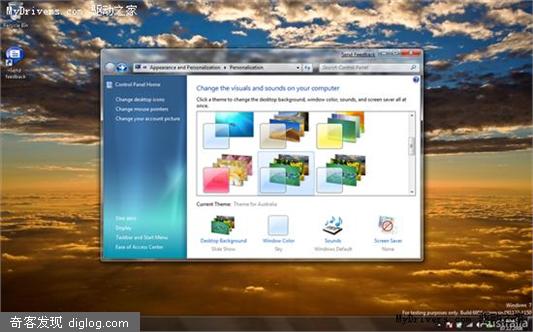 MyDrivers.com 驱动之家
Recycle Bin
Send feedback
Send Feedback
Appearance and Personalization ▸ Personalization
Search Control Panel
Control Panel Home
Change desktop icons
Change mouse pointers
Change your account picture
See also
Display
Taskbar and Start Menu
Ease of Access Center
Change the visuals and sounds on your computer
Click a theme to change the desktop background, window color, sounds, and screen saver all at once.
Current Theme: Theme for Australia
Desktop Background
Slide Show
Window Color
Sky
Sounds
Windows Default
Screen Saver
None
Windows 7
For testing purposes only. Build
MyDrivers.com
Australia
奇客发现 diglog.com